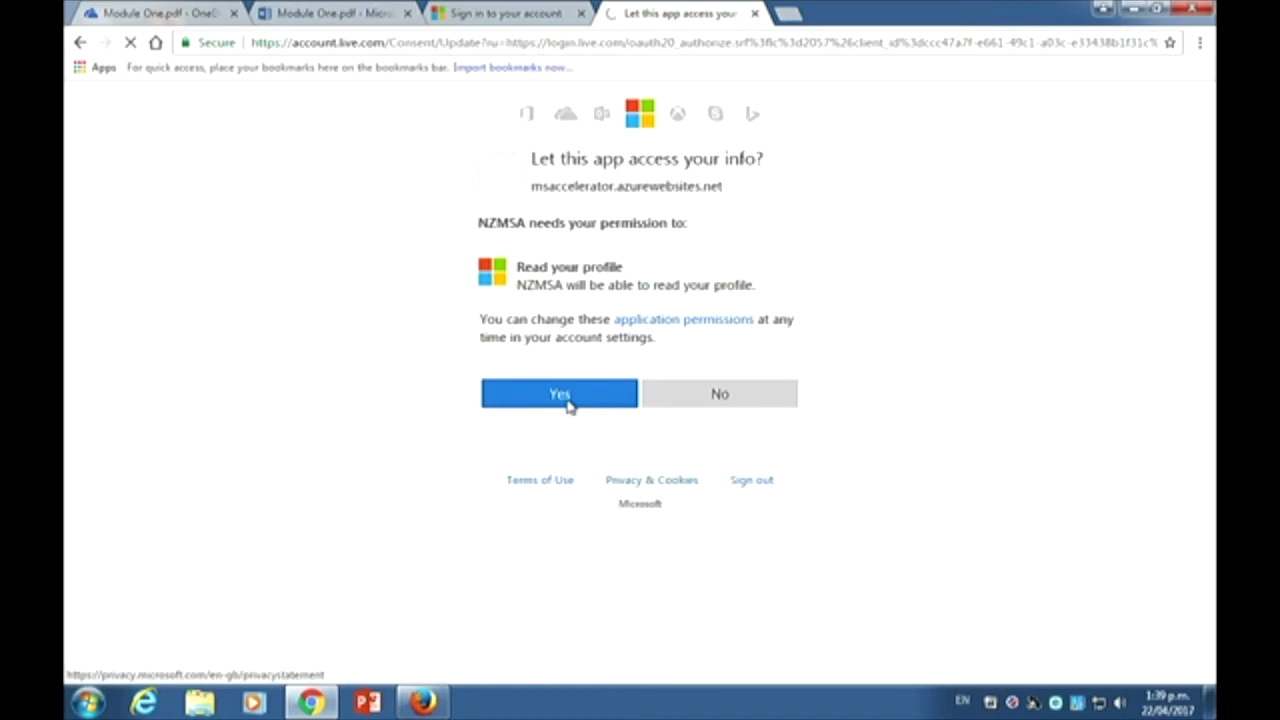 Module One.pdf - OneD
Module One.pdf - Micros
Sign in to your account
Let this app access your
Secure
https://account.live.com/Consent/Update?ru=https://login.live.com/oauth20_authorize.srf%3flc%3d2057%26client_id%3dccc47a7f-e661-49c1-a03c-e33438b1f31c%
Apps For quick access, place your bookmarks here on the bookmarks bar. Import bookmarks now...
Let this app access your info?
msaccelerator.azurewebsites.net
NZMSA needs your permission to:
Read your profile
NZMSA will be able to read your profile.
You can change these application permissions at any
time in your account settings.
Yes
No
Terms of Use Privacy & Cookies Sign out
Microsoft
https://privacy.microsoft.com/en-gb/privacystatement
EN
1:39 p.m.
22/04/2017